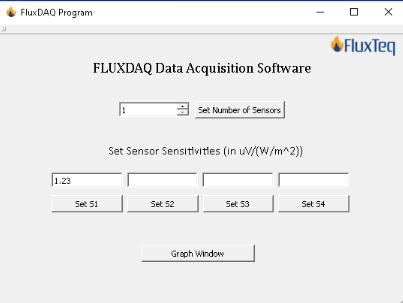 FluxDAQ Program
FluxTeq
FLUXDAQ Data Acquisition Software
1 Set Number of Sensors
Set Sensor Sensitivities (in uV/(W/m^2))
1.23
Set S1 Set S2 Set S3 Set S4
Graph Window